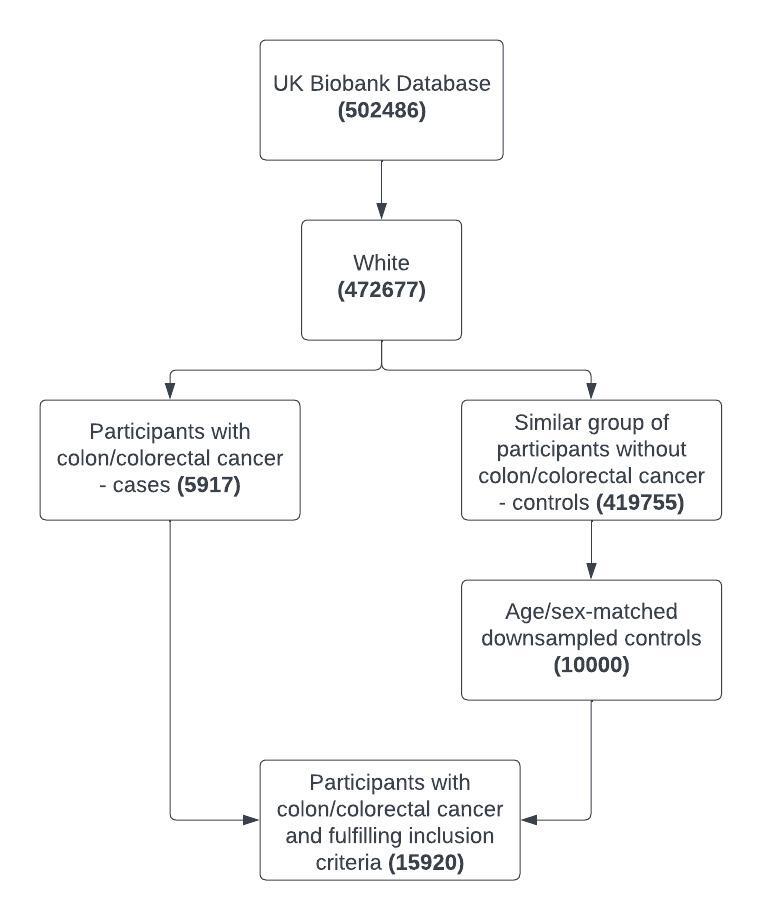 UK Biobank Database
(502486)
White
(472677)
Participants with
colon/colorectal cancer
- cases (5917)
Similar group of
participants without
colon/colorectal cancer
- controls (419755)
Age/sex-matched
downsampled controls
(10000)
Participants with
colon/colorectal cancer
and fulfilling inclusion
criteria (15920)